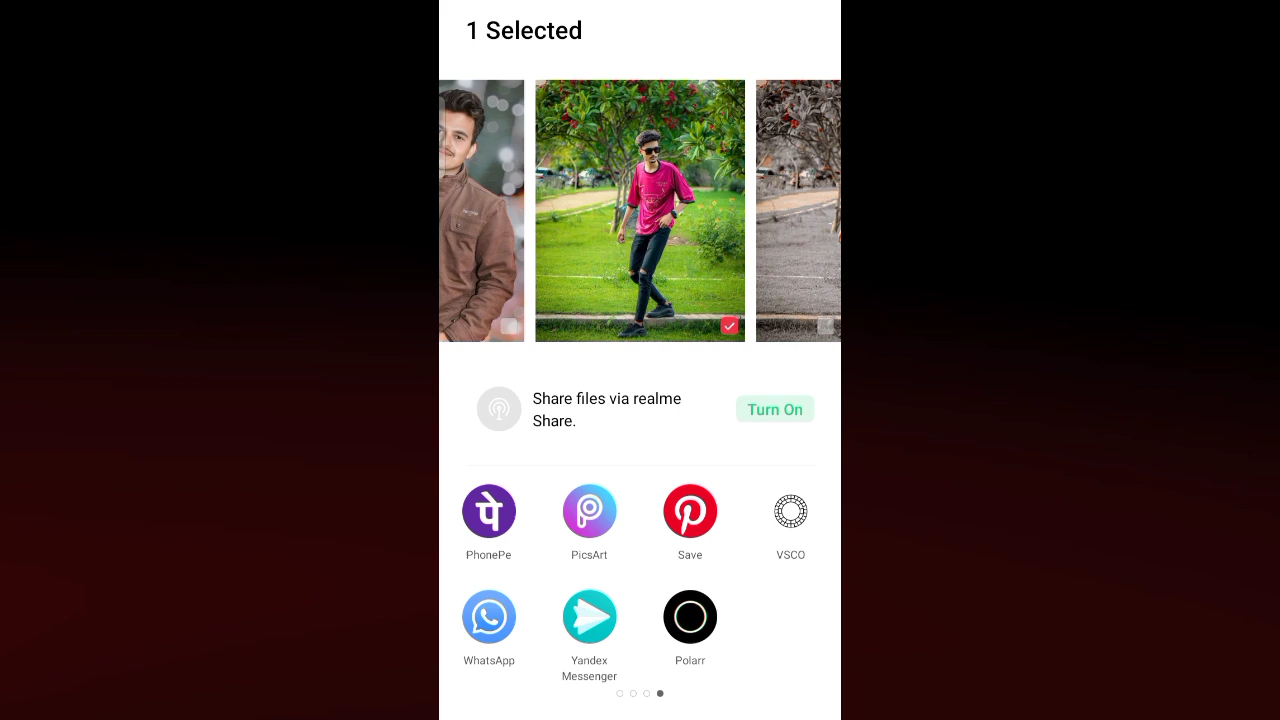 1 Selected
Share files via realme
Share.
Turn On
पे
PhonePe
PicsArt
Save
VSCO
WhatsApp
Yandex
Messenger
Polarr